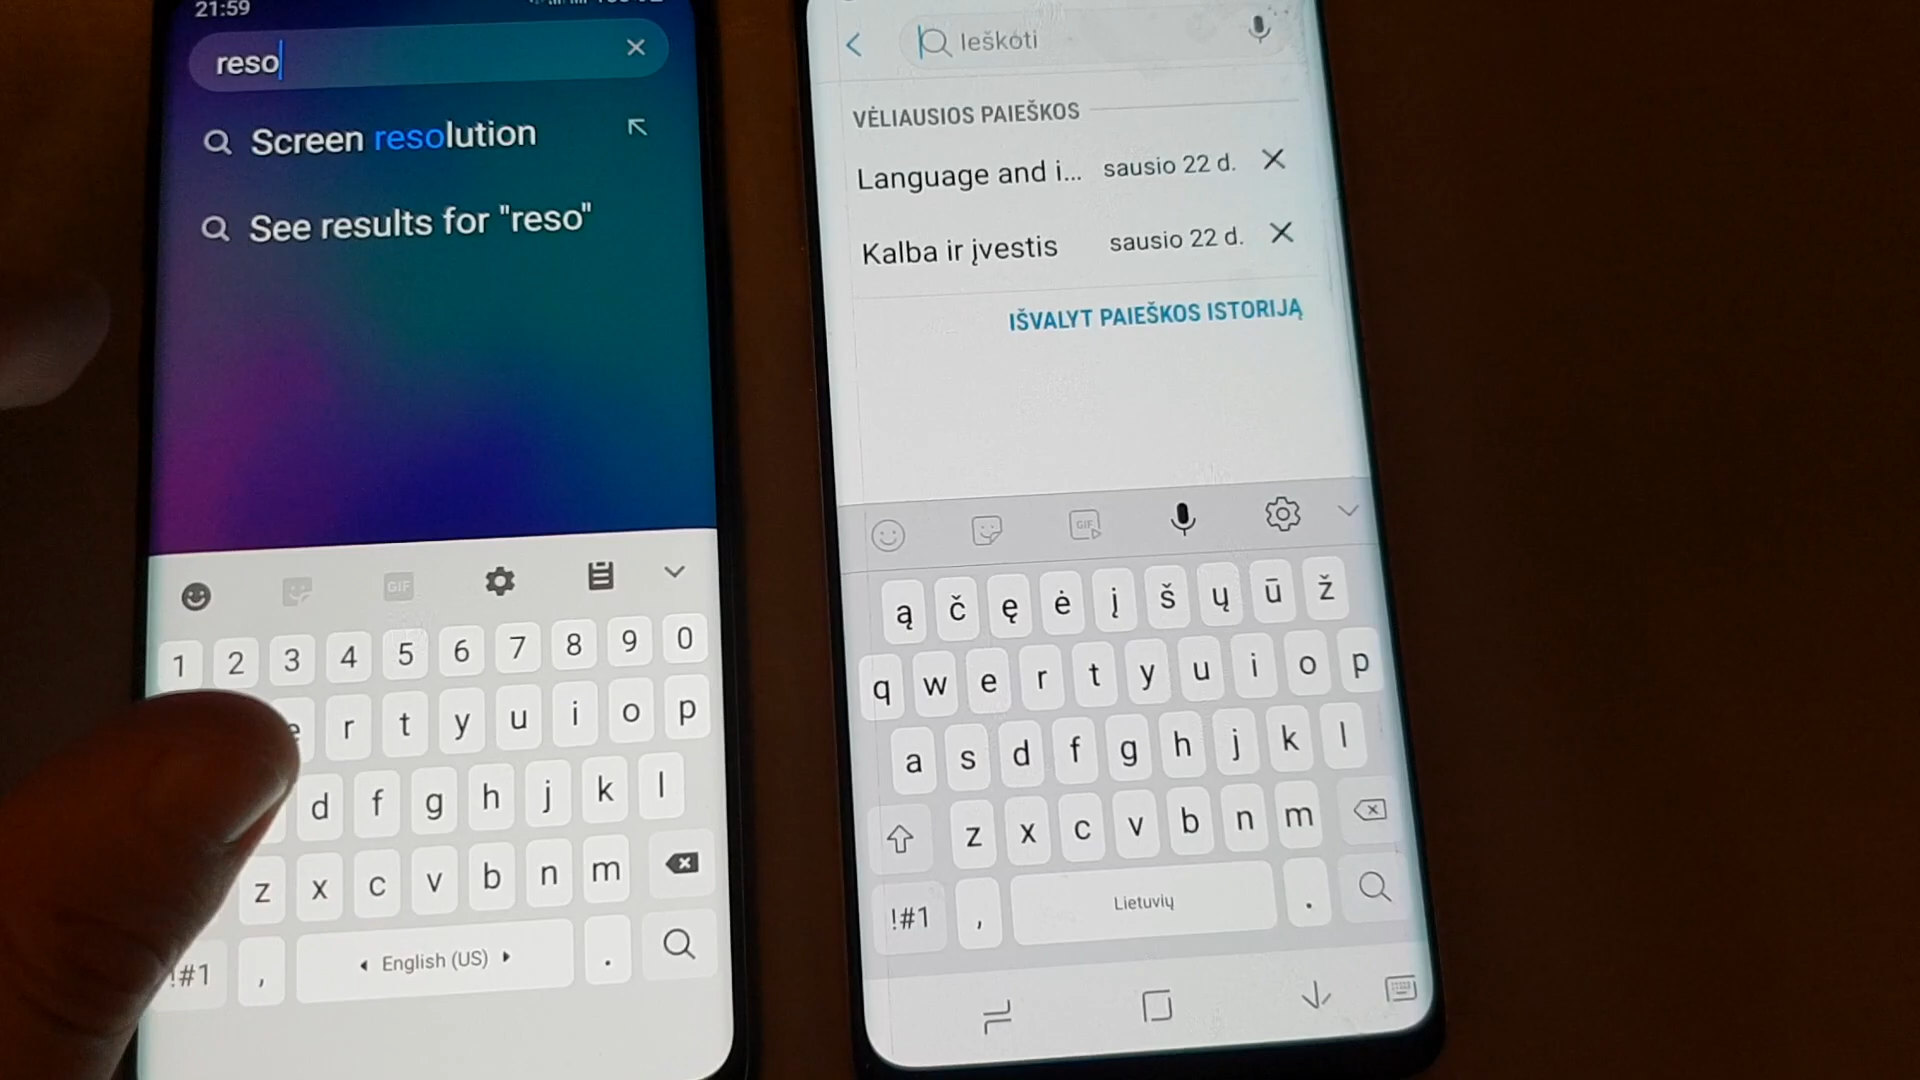 21:59
reso
Screen resolution
See results for "reso"
GIF
1 2 3 4 5 6 7 8 9 0
e r t y u i o p
d f g h j k l
z x c v b n m
!#1 , English (US) .
Ieškoti
VĖLIAUSIOS PAIEŠKOS
Language and i... sausio 22 d.
Kalba ir įvestis sausio 22 d.
IŠVALYT PAIEŠKOS ISTORIJĄ
GIF
ą č ę ė į š ų ū ž
q w e r t y u i o p
a s d f g h j k l
z x c v b n m
!#1 , Lietuvių .